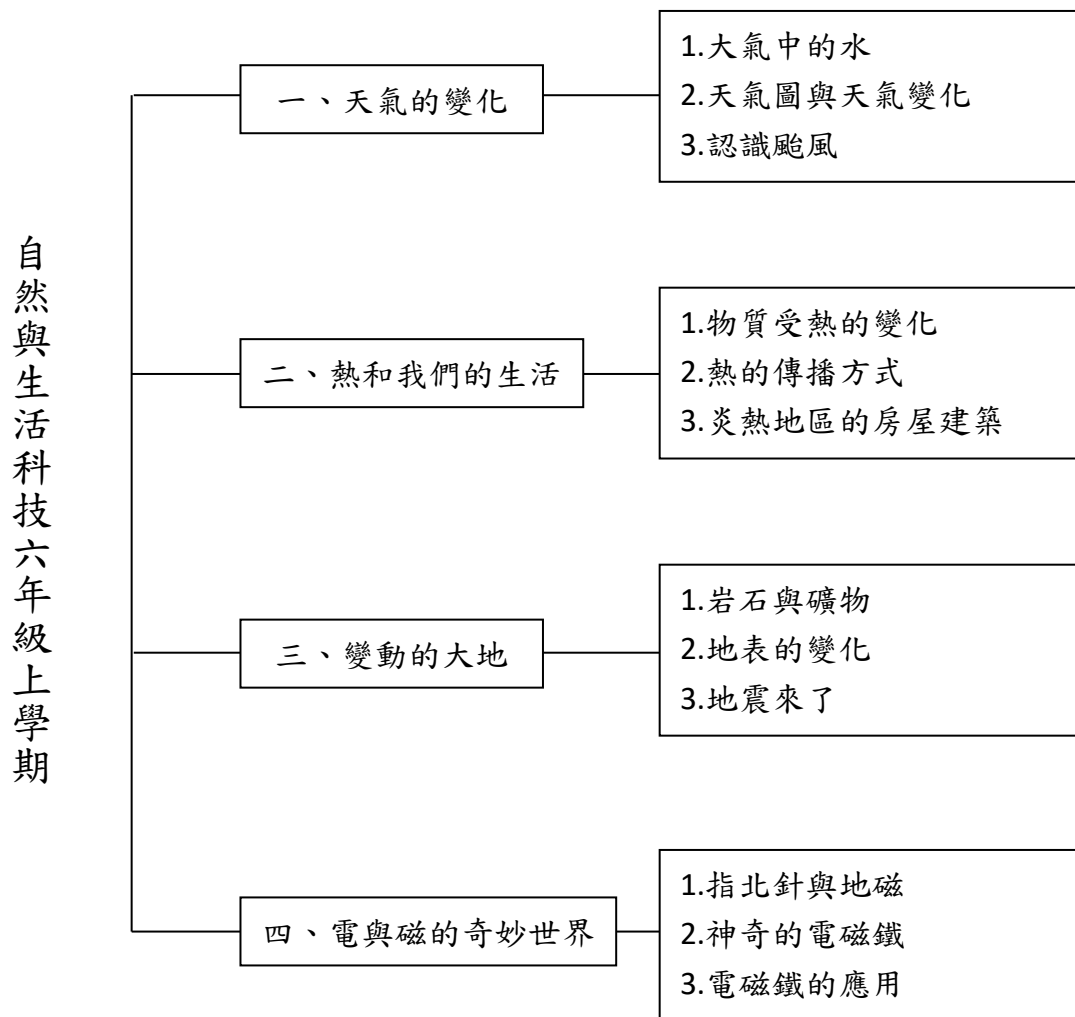 自然與生活科技六年級上學期
一、天氣的變化
1.大氣中的水
2.天氣圖與天氣變化
3.認識颱風
二、熱和我們的生活
1.物質受熱的變化
2.熱的傳播方式
3.炎熱地區的房屋建築
三、變動的大地
1.岩石與礦物
2.地表的變化
3.地震來了
四、電與磁的奇妙世界
1.指北針與地磁
2.神奇的電磁鐵
3.電磁鐵的應用